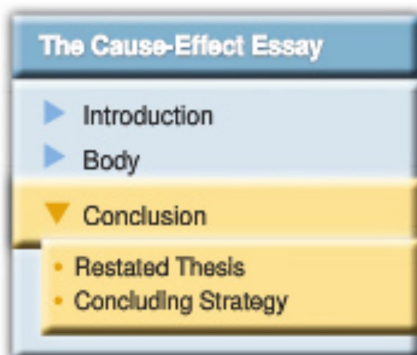 The Cause-Effect Essay
Introduction
Body
Conclusion
• Restated Thesis
• Concluding Strategy